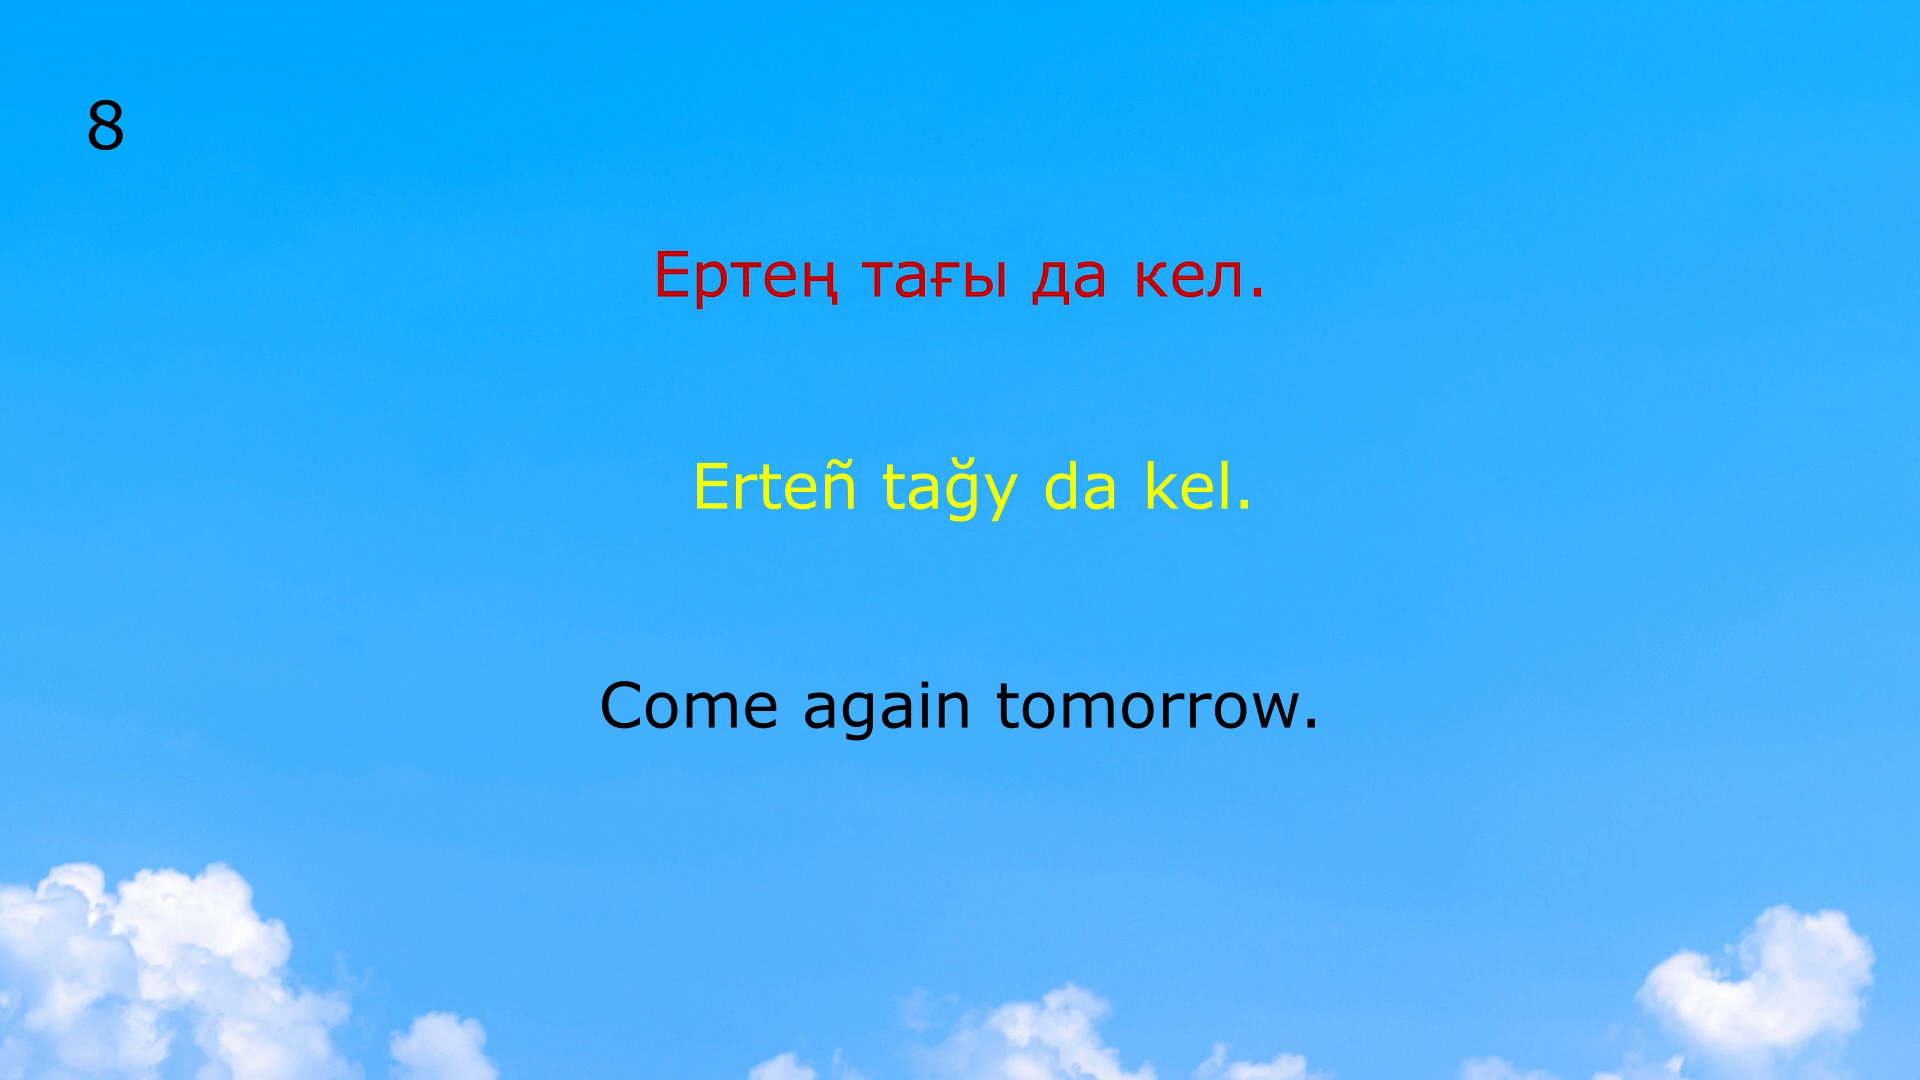 8
Ертең тағы да кел.
Erteñ tağy da kel.
Come again tomorrow.